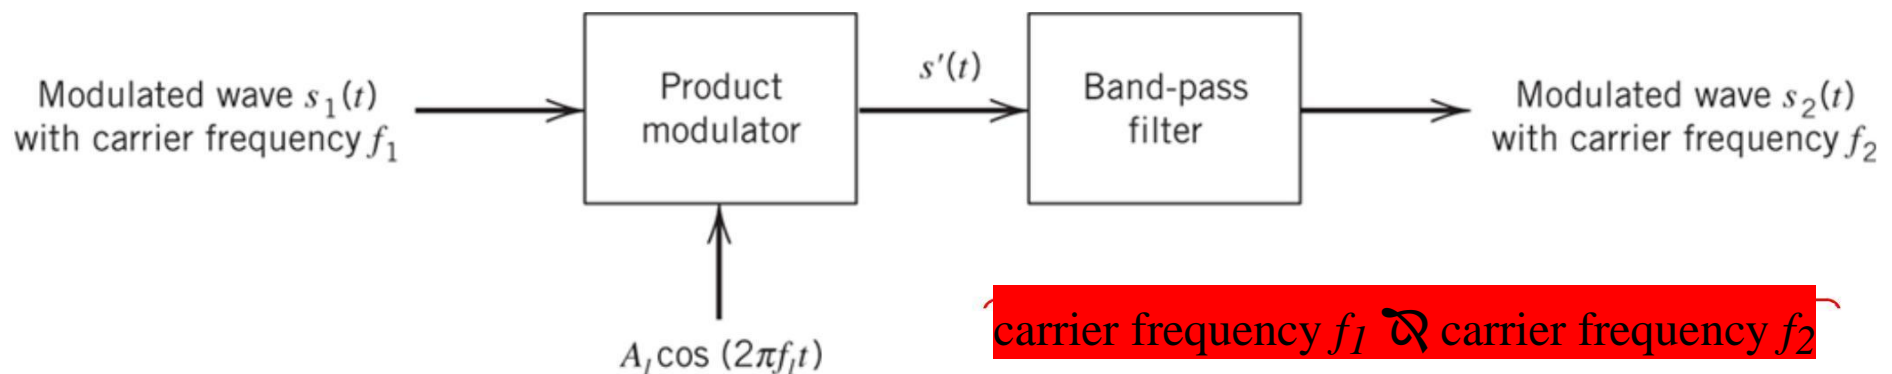 Modulated wave s₁(t)
with carrier frequency f₁
Product
modulator
s′(t)
Band-pass
filter
Modulated wave s₂(t)
with carrier frequency f₂
Aₗ cos (2πfₗt)
carrier frequency f₁ carrier frequency f₂